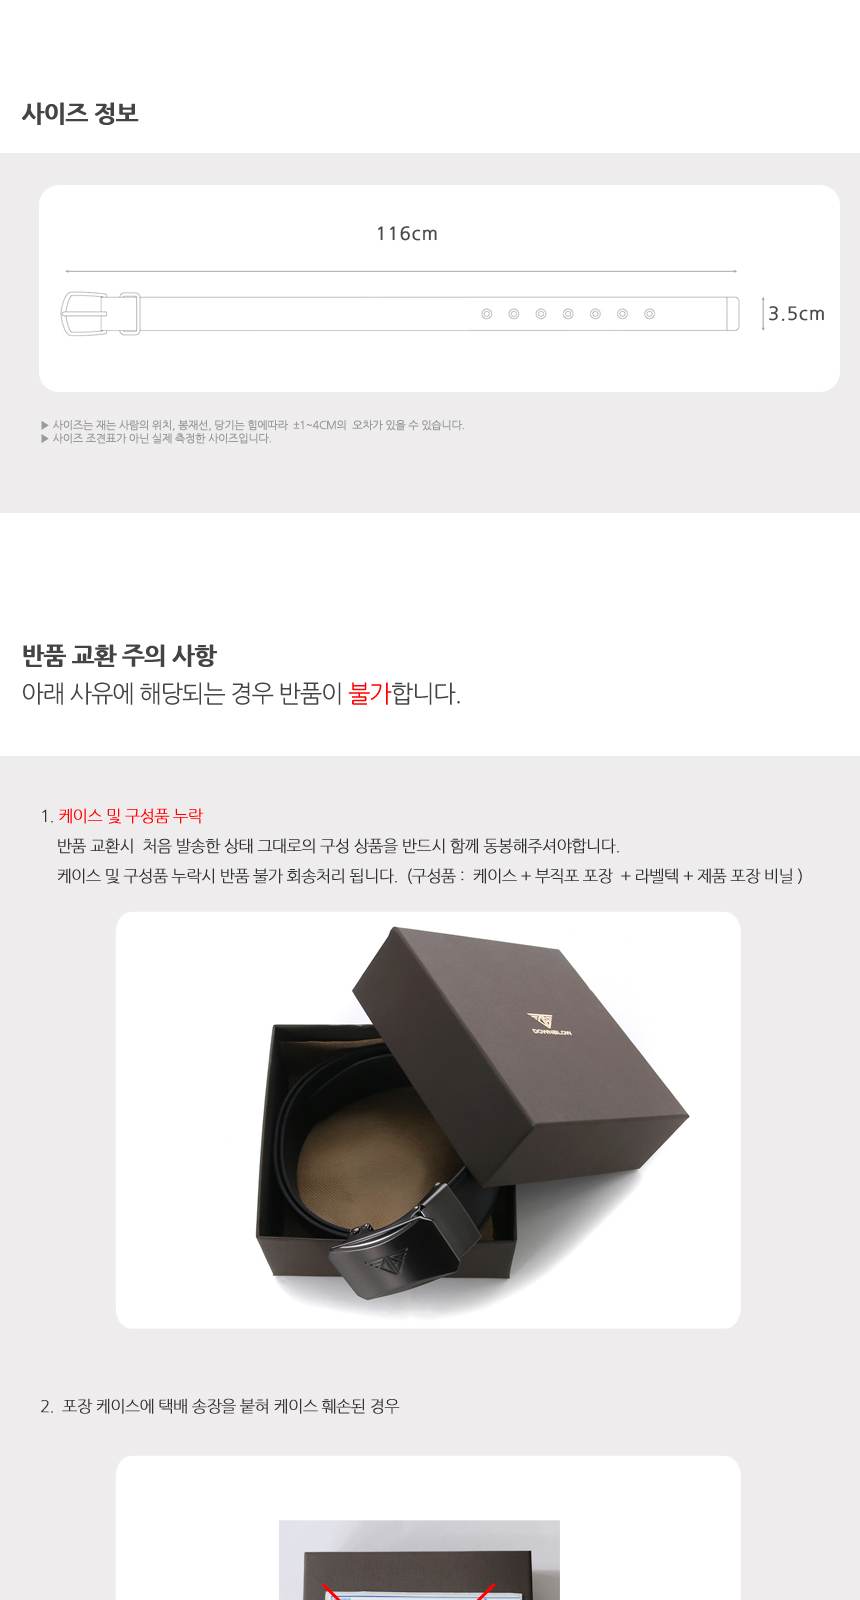 사이즈 정보
116cm
3.5cm
▶ 사이즈는 재는 사람의 위치, 봉재선, 당기는 힘에따라 ±1~4CM의 오차가 있을 수 있습니다.
▶ 사이즈 조견표가 아닌 실제 측정한 사이즈입니다.
반품 교환 주의 사항
아래 사유에 해당되는 경우 반품이 불가합니다.
1. 케이스 및 구성품 누락
반품 교환시 처음 발송한 상태 그대로의 구성 상품을 반드시 함께 동봉해주셔야합니다.
케이스 및 구성품 누락시 반품 불가 회송처리 됩니다. (구성품 : 케이스 + 부직포 포장 + 라벨텍 + 제품 포장 비닐 )
DOWNBLOW
2. 포장 케이스에 택배 송장을 붙혀 케이스 훼손된 경우